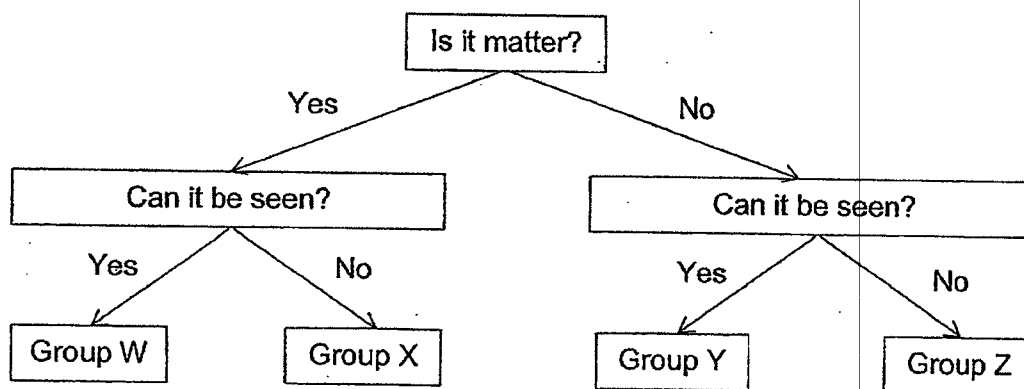 Is it matter?
Yes
No
Can it be seen?
Can it be seen?
Yes
No
Yes
No
Group W
Group X
Group Y
Group Z